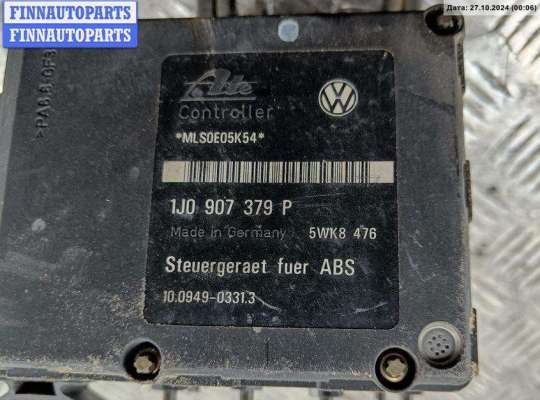 FINNAUTOPARTS
FINNAUTOPARTS
FINNAUTOPARTS
Дата: 27.10.2024 (00:06)
Ate
Controller
*MLS0E05K54*
1J0 907 379 P
Made in Germany 5WK8 476
Steuergeraet fuer ABS
10.0949-0331.3